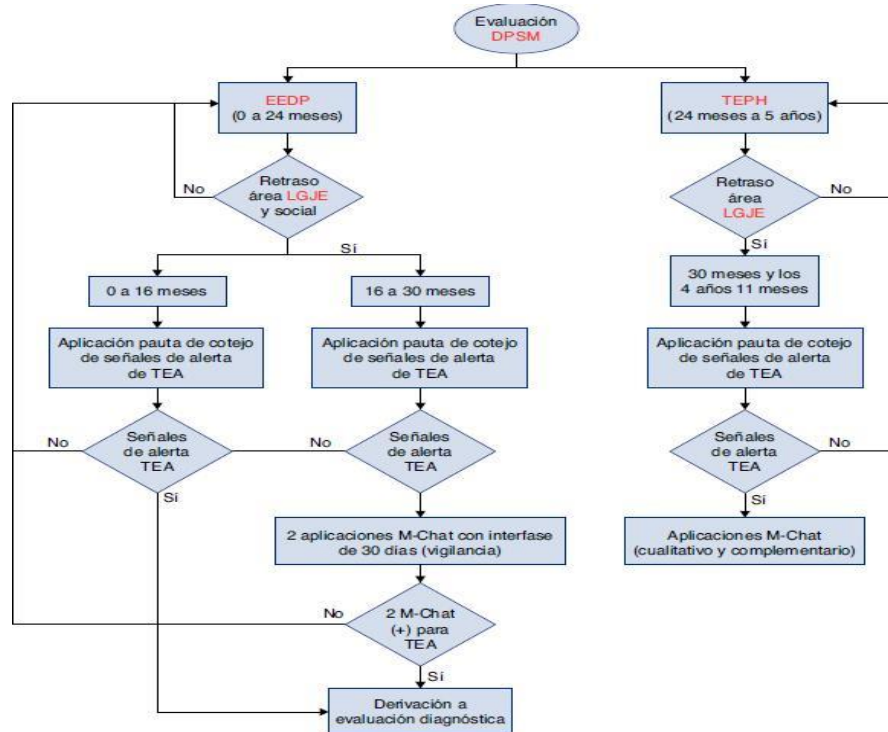 Evaluación
DPSM
EEDP
(0 a 24 meses)
TEPH
(24 meses a 5 años)
No
Retraso
área LGJE
y social
Sí
Retraso
área
LGJE
No
Sí
0 a 16 meses
16 a 30 meses
30 meses y los
4 años 11 meses
Aplicación pauta de cotejo
de señales de alerta
de TEA
Aplicación pauta de cotejo
de señales de alerta
de TEA
Aplicación pauta de cotejo
de señales de alerta
de TEA
No
Señales
de alerta
TEA
Sí
No
Señales
de alerta
TEA
Señales
de alerta
TEA
No
Sí
2 aplicaciones M-Chat con interfase
de 30 días (vigilancia)
Aplicaciones M-Chat
(cualitativo y complementario)
No
2 M-Chat
(+) para
TEA
Sí
Derivación a
evaluación diagnóstica